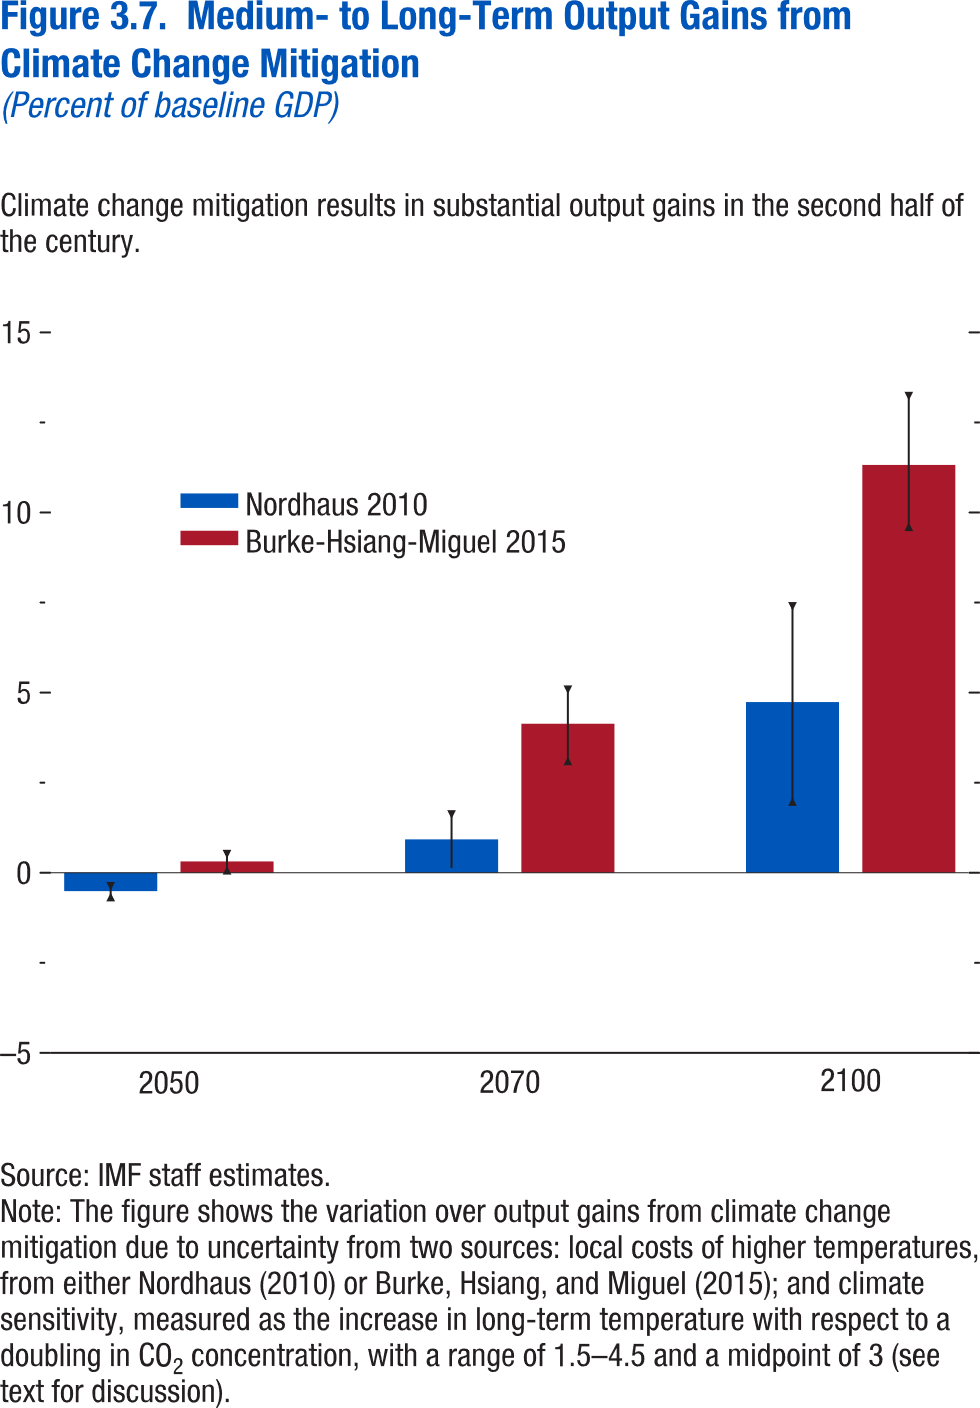 Figure 3.7. Medium- to Long-Term Output Gains from
Climate Change Mitigation
(Percent of baseline GDP)
Climate change mitigation results in substantial output gains in the second half of
the century.
15
10
5
0
–5
Nordhaus 2010
Burke-Hsiang-Miguel 2015
2050
2070
2100
Source: IMF staff estimates.
Note: The figure shows the variation over output gains from climate change
mitigation due to uncertainty from two sources: local costs of higher temperatures,
from either Nordhaus (2010) or Burke, Hsiang, and Miguel (2015); and climate
sensitivity, measured as the increase in long-term temperature with respect to a
doubling in CO2 concentration, with a range of 1.5–4.5 and a midpoint of 3 (see
text for discussion).